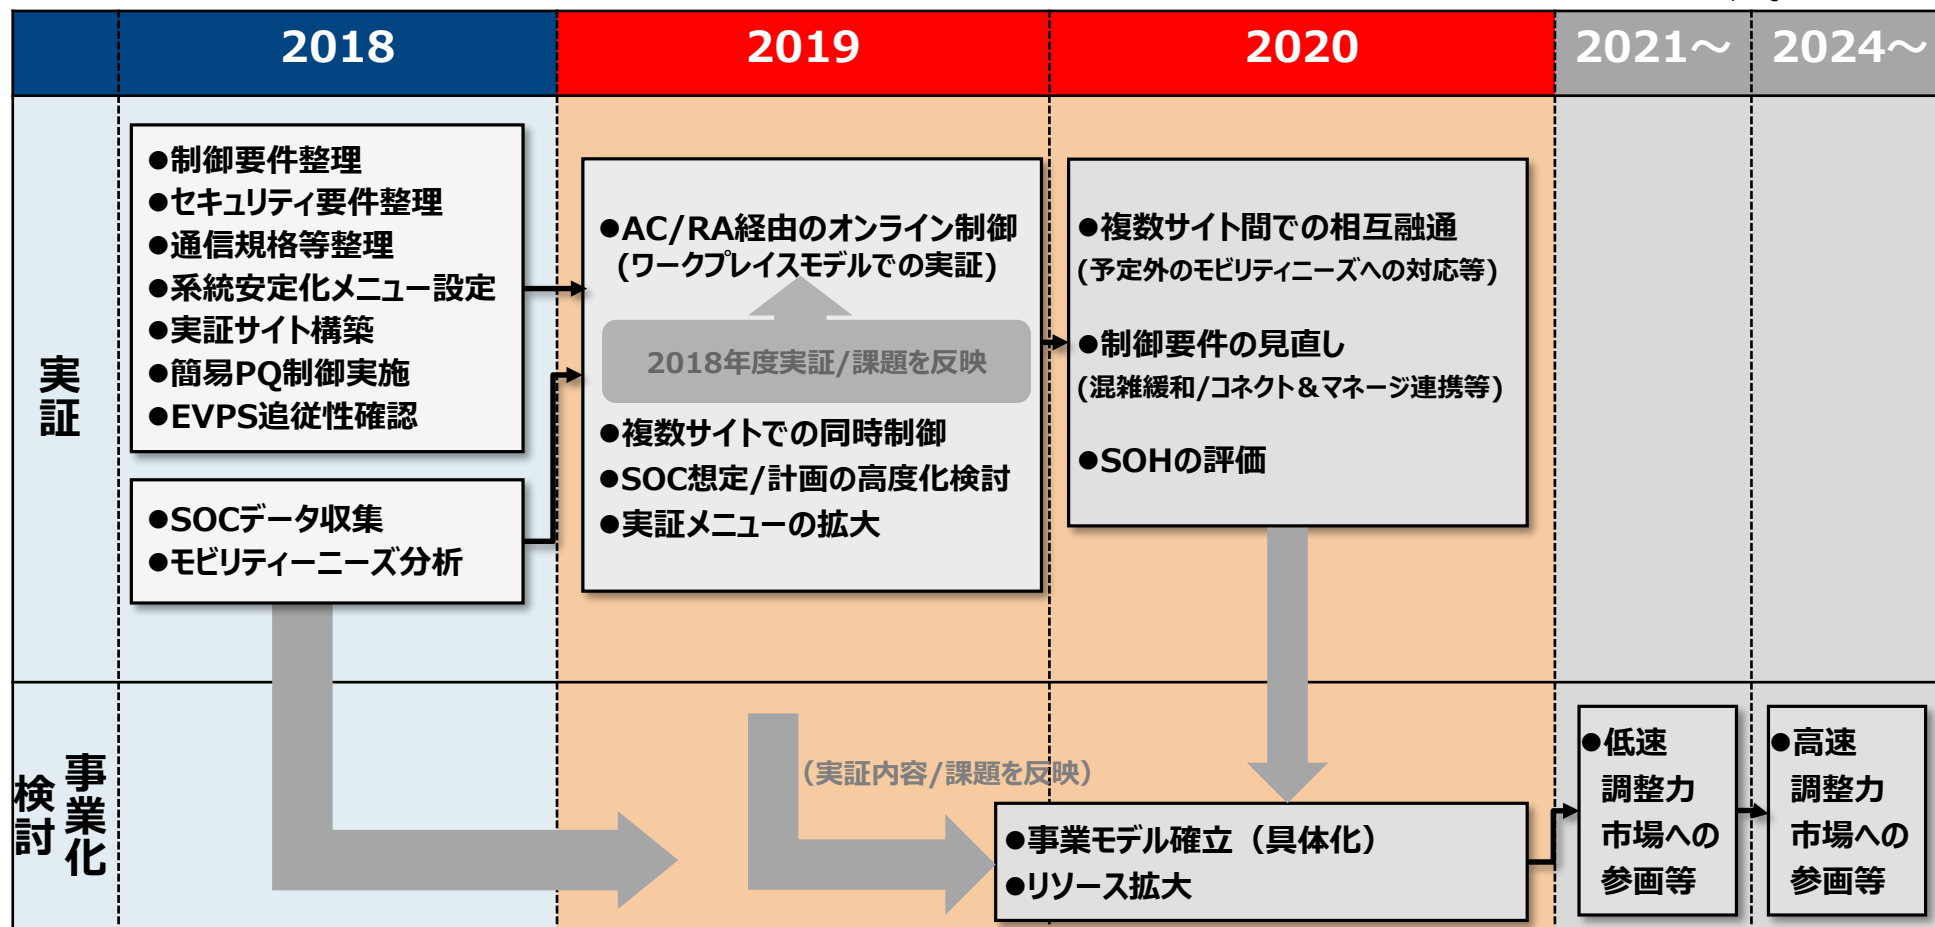 2018
2019
2020
2021～
2024～
実証
●制御要件整理
●セキュリティ要件整理
●通信規格等整理
●系統安定化メニュー設定
●実証サイト構築
●簡易PQ制御実施
●EVPS追従性確認
●SOCデータ収集
●モビリティーニーズ分析
●AC/RA経由のオンライン制御
(ワークプレイスモデルでの実証)
2018年度実証/課題を反映
●複数サイトでの同時制御
●SOC想定/計画の高度化検討
●実証メニューの拡大
●複数サイト間での相互融通
(予定外のモビリティニーズへの対応等)
●制御要件の見直し
(混雑緩和/コネクト＆マネージ連携等)
●SOHの評価
事業化
検討
（実証内容/課題を反映）
●事業モデル確立（具体化）
●リソース拡大
●低速
調整力
市場への
参画等
●高速
調整力
市場への
参画等